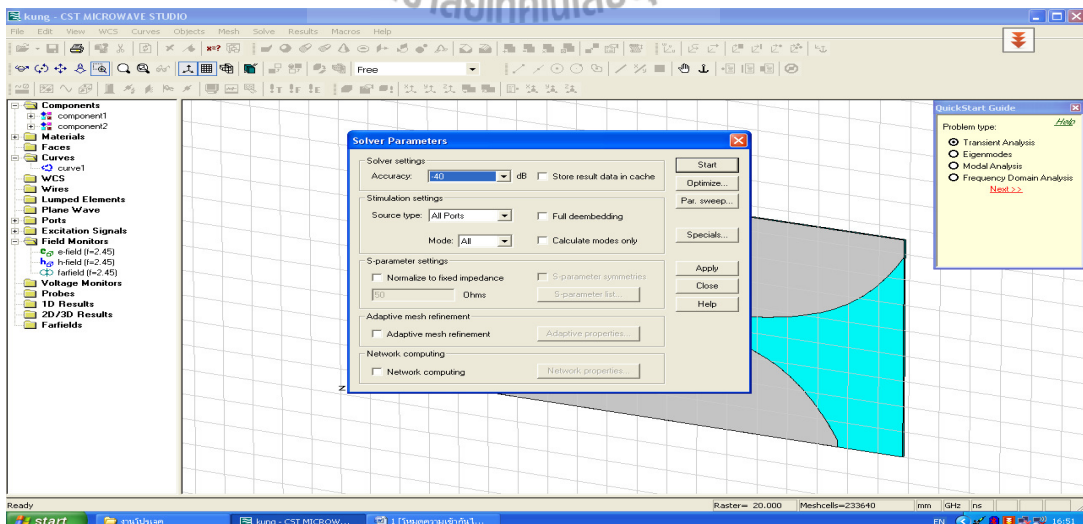 kung - CST MICROWAVE STUDIO
File Edit View WCS Curves Objects Mesh Solve Results Macros Help
Free
Components
component1
component2
Materials
Faces
Curves
curve1
WCS
Wires
Lumped Elements
Plane Wave
Ports
Excitation Signals
Field Monitors
e-field (f=2.45)
h-field (f=2.45)
farfield (f=2.45)
Voltage Monitors
Probes
1D Results
2D/3D Results
Farfields
Solver Parameters
Solver settings
Accuracy: -40 dB Store result data in cache
Stimulation settings
Source type: All Ports Full deembedding
Mode: All Calculate modes only
S-parameter settings
Normalize to fixed impedance S-parameter symmetries
50 Ohms S-parameter list...
Adaptive mesh refinement
Adaptive mesh refinement Adaptive properties...
Network computing
Network computing Network properties...
Start
Optimize...
Par. sweep...
Specials...
Apply
Close
Help
z
QuickStart Guide
Help
Problem type:
Transient Analysis
Eigenmodes
Modal Analysis
Frequency Domain Analysis
Next >>
Ready Raster= 20.000 Meshcells=233640 mm GHz ns
start kung - CST MICROW... EN 16:51